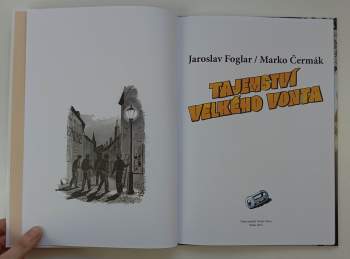 Jaroslav Foglar / Marko Čermák
TAJEMSTVÍ
VELKÉHO VONTA